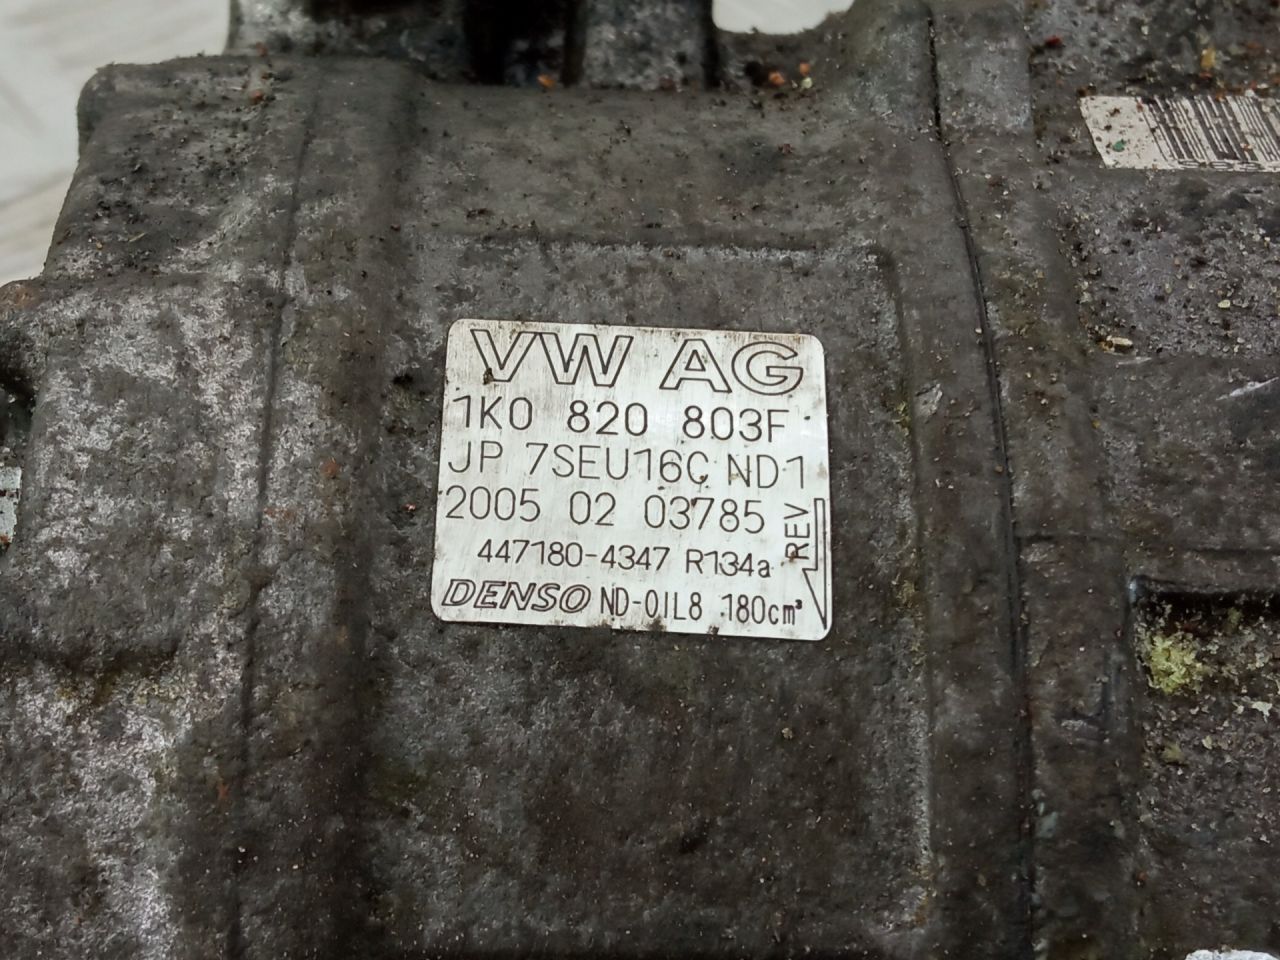 VW AG
1K0 820 803F
JP 7SEU16C ND1
2005 02 03785
447180-4347 R134a
REV
DENSO ND-OIL8 180cm³